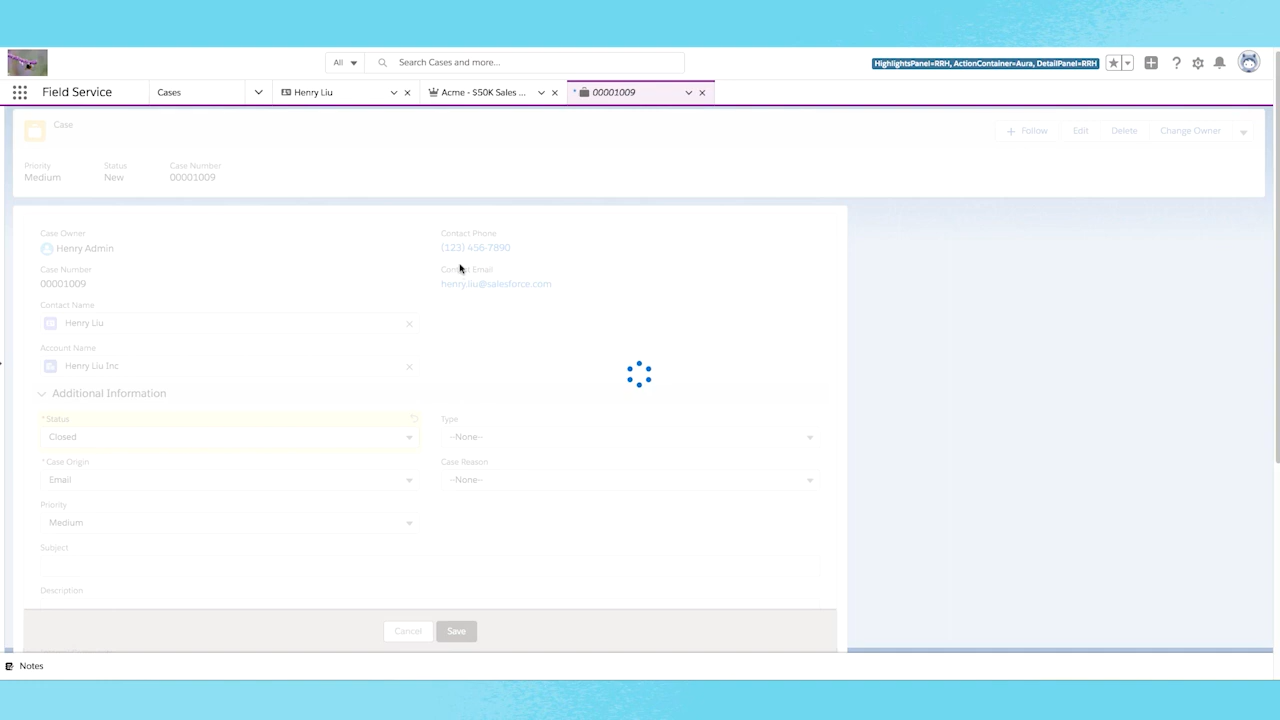 All
Search Cases and more...
HighlightsPanel=RRH, ActionContainer=Aura, DetailPanel=RRH
Field Service
Cases
Henry Liu
Acme - $50K Sales ...
* 00001009
Case
Follow
Edit
Delete
Change Owner
Priority
Status
Case Number
Medium
New
00001009
Case Owner
Henry Admin
Contact Phone
(123) 456-7890
Case Number
00001009
Contact Email
henry.liu@salesforce.com
Contact Name
Henry Liu
Account Name
Henry Liu Inc
Additional Information
*Status
Closed
Type
--None--
*Case Origin
Email
Case Reason
--None--
Priority
Medium
Subject
Description
Cancel
Save
Notes